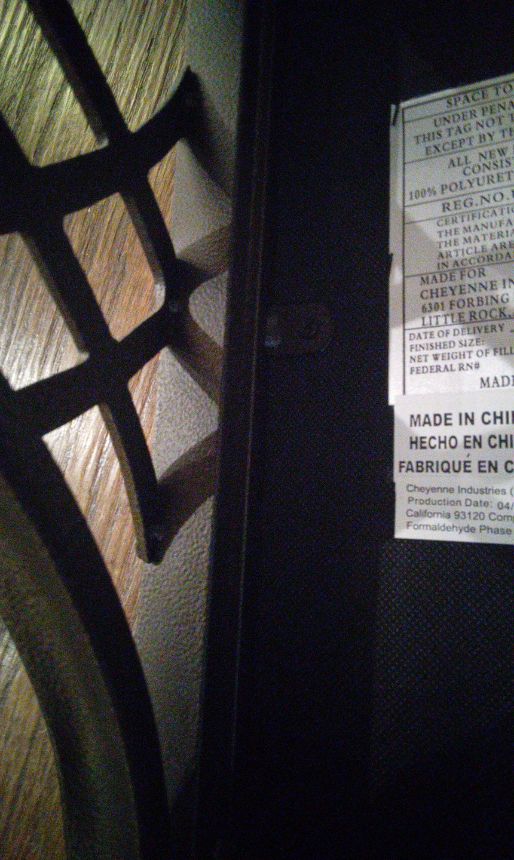 SPACE TO
UNDER PENA
THIS TAG NOT T
EXCEPT BY TH
ALL NEW
CONSIS
100% POLYURET
REG.NO.
CERTIFICATIO
THE MANUFA
THE MATERIA
ARTICLE ARE
IN ACCORDA
MADE FOR
CHEYENNE IN
6301 FORBING
LITTLE ROCK,
DATE OF DELIVERY
FINISHED SIZE:
NET WEIGHT OF FILL
FEDERAL RN#
MADE
MADE IN CHI
HECHO EN CHI
FABRIQUÉ EN C
Cheyenne Industries (
Production Date: 04/
California 93120 Comp
Formaldehyde Phase